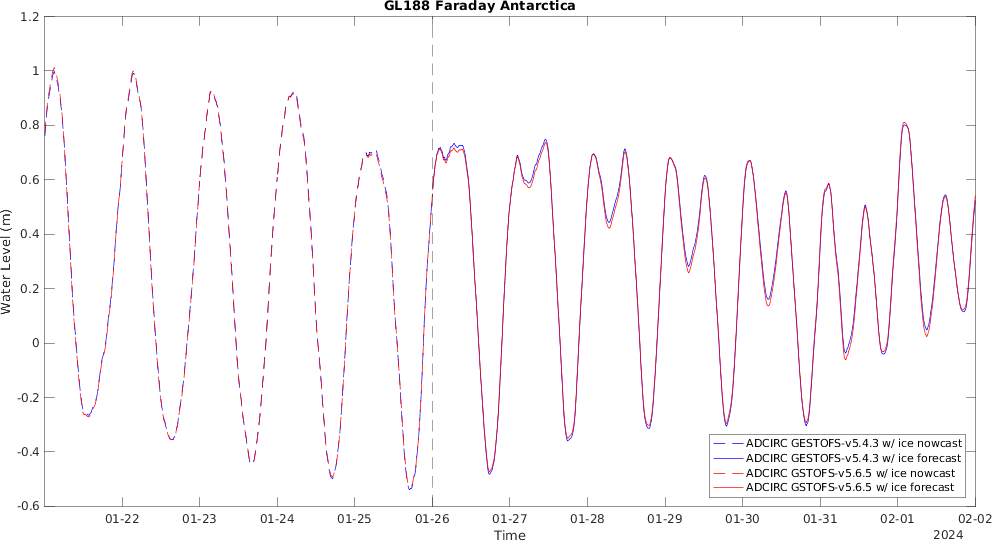 GL188 Faraday Antarctica
1.2
1
0.8
0.6
0.4
0.2
0
-0.2
-0.4
-0.6
Water Level (m)
ADCIRC GESTOFS-v5.4.3 w/ ice nowcast
ADCIRC GESTOFS-v5.4.3 w/ ice forecast
ADCIRC GSTOFS-v5.6.5 w/ ice nowcast
ADCIRC GSTOFS-v5.6.5 w/ ice forecast
01-22 01-23 01-24 01-25 01-26 01-27 01-28 01-29 01-30 01-31 02-01 02-02
Time
2024